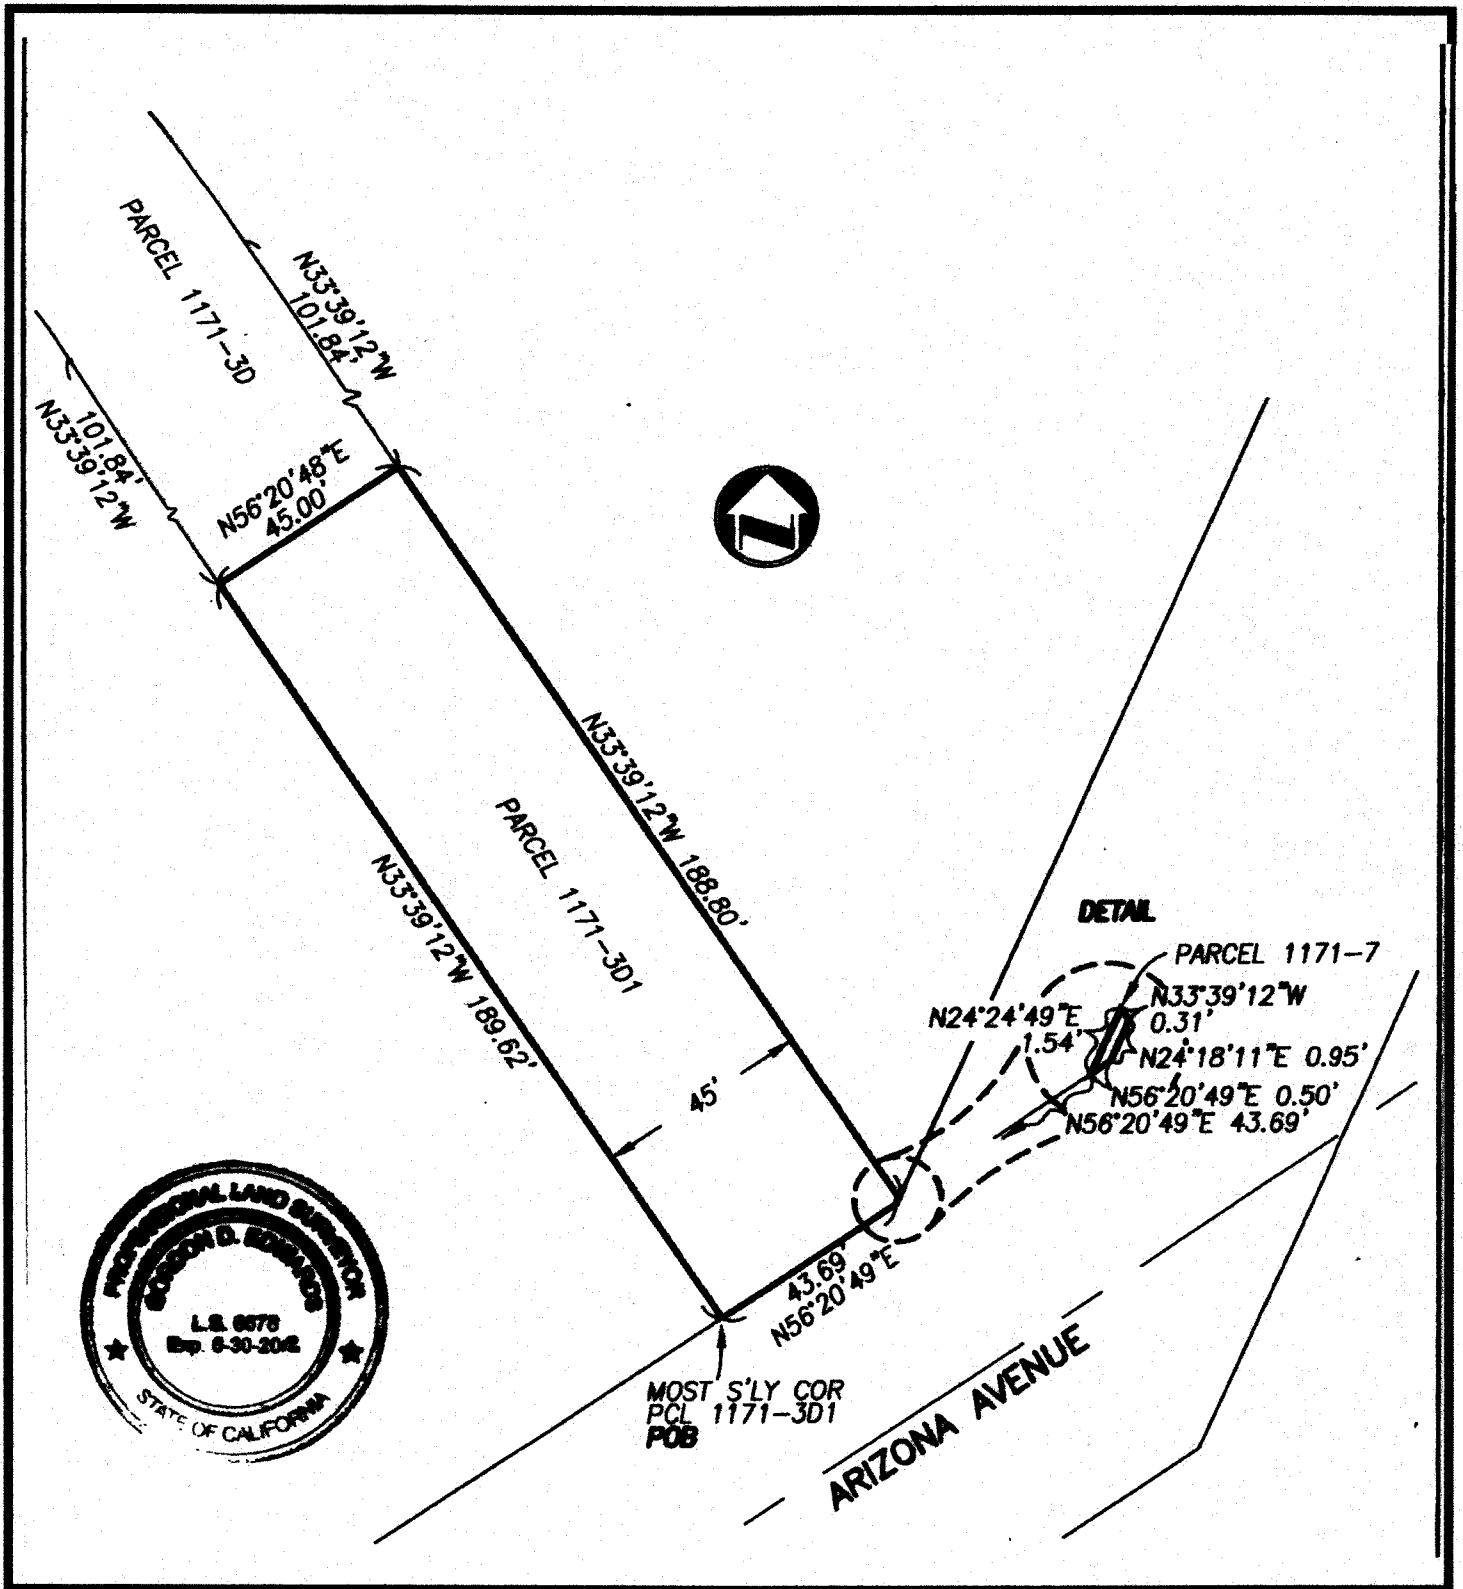 PARCEL 1171-3D
N33°39'12"W
101.84'
101.84'
N33°39'12"W
N56°20'48"E
45.00'
N33°39'12"W 188.80'
PARCEL 1171-3D1
N33°39'12"W 189.62'
45'
DETAIL
PARCEL 1171-7
N33°39'12"W
0.31'
N24°24'49"E
1.54'
N24°18'11"E 0.95'
N56°20'49"E 0.50'
N56°20'49"E 43.69'
43.69'
N56°20'49"E
MOST S'LY COR
PCL 1171-3D1
POB
ARIZONA AVENUE
PROFESSIONAL LAND SURVEYOR
GORDON D. EDWARDS
L.S.
Exp. 6-30-20
STATE OF CALIFORNIA